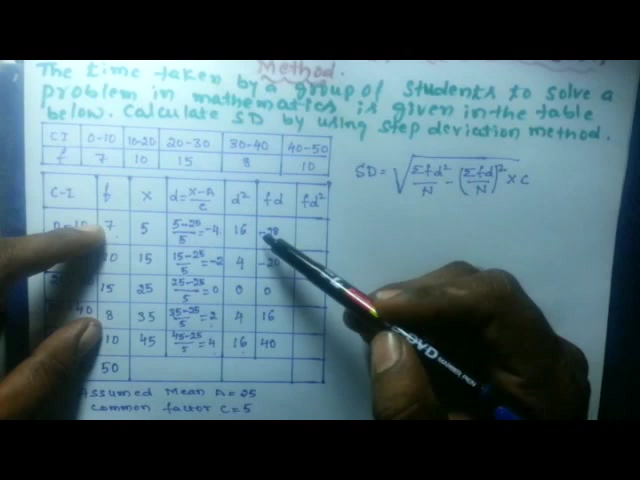 Method.
The time taken by a group of students to solve a
problem in mathematics is given in the table
below. Calculate SD by using step deviation method.
CI 0-10 10-20 20-30 30-40 40-50
f 7 10 15 8 10
SD = √Σfd²/N - (Σfd/N)² × C
C-I f X d = X-A/C d² fd fd²
0-10 7 5 5-25/5 = -4 16 -28
10 15 15-25/5 = -2 4 -20
15 25 25-25/5 = 0 0 0
40 8 35 35-25/5 = 2 4 16
10 45 45-25/5 = 4 16 40
50
Assumed Mean A = 25
Common factor C = 5